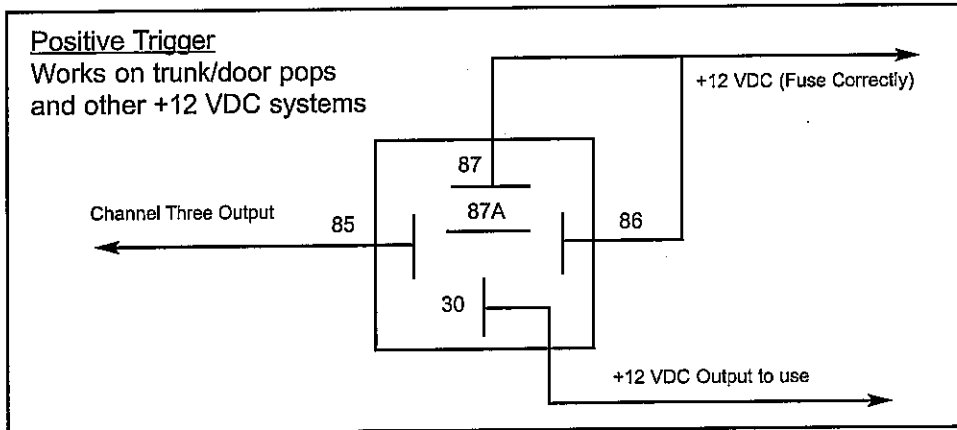 Positive Trigger
Works on trunk/door pops
and other +12 VDC systems
+12 VDC (Fuse Correctly)
87
87A
Channel Three Output
85
86
30
+12 VDC Output to use